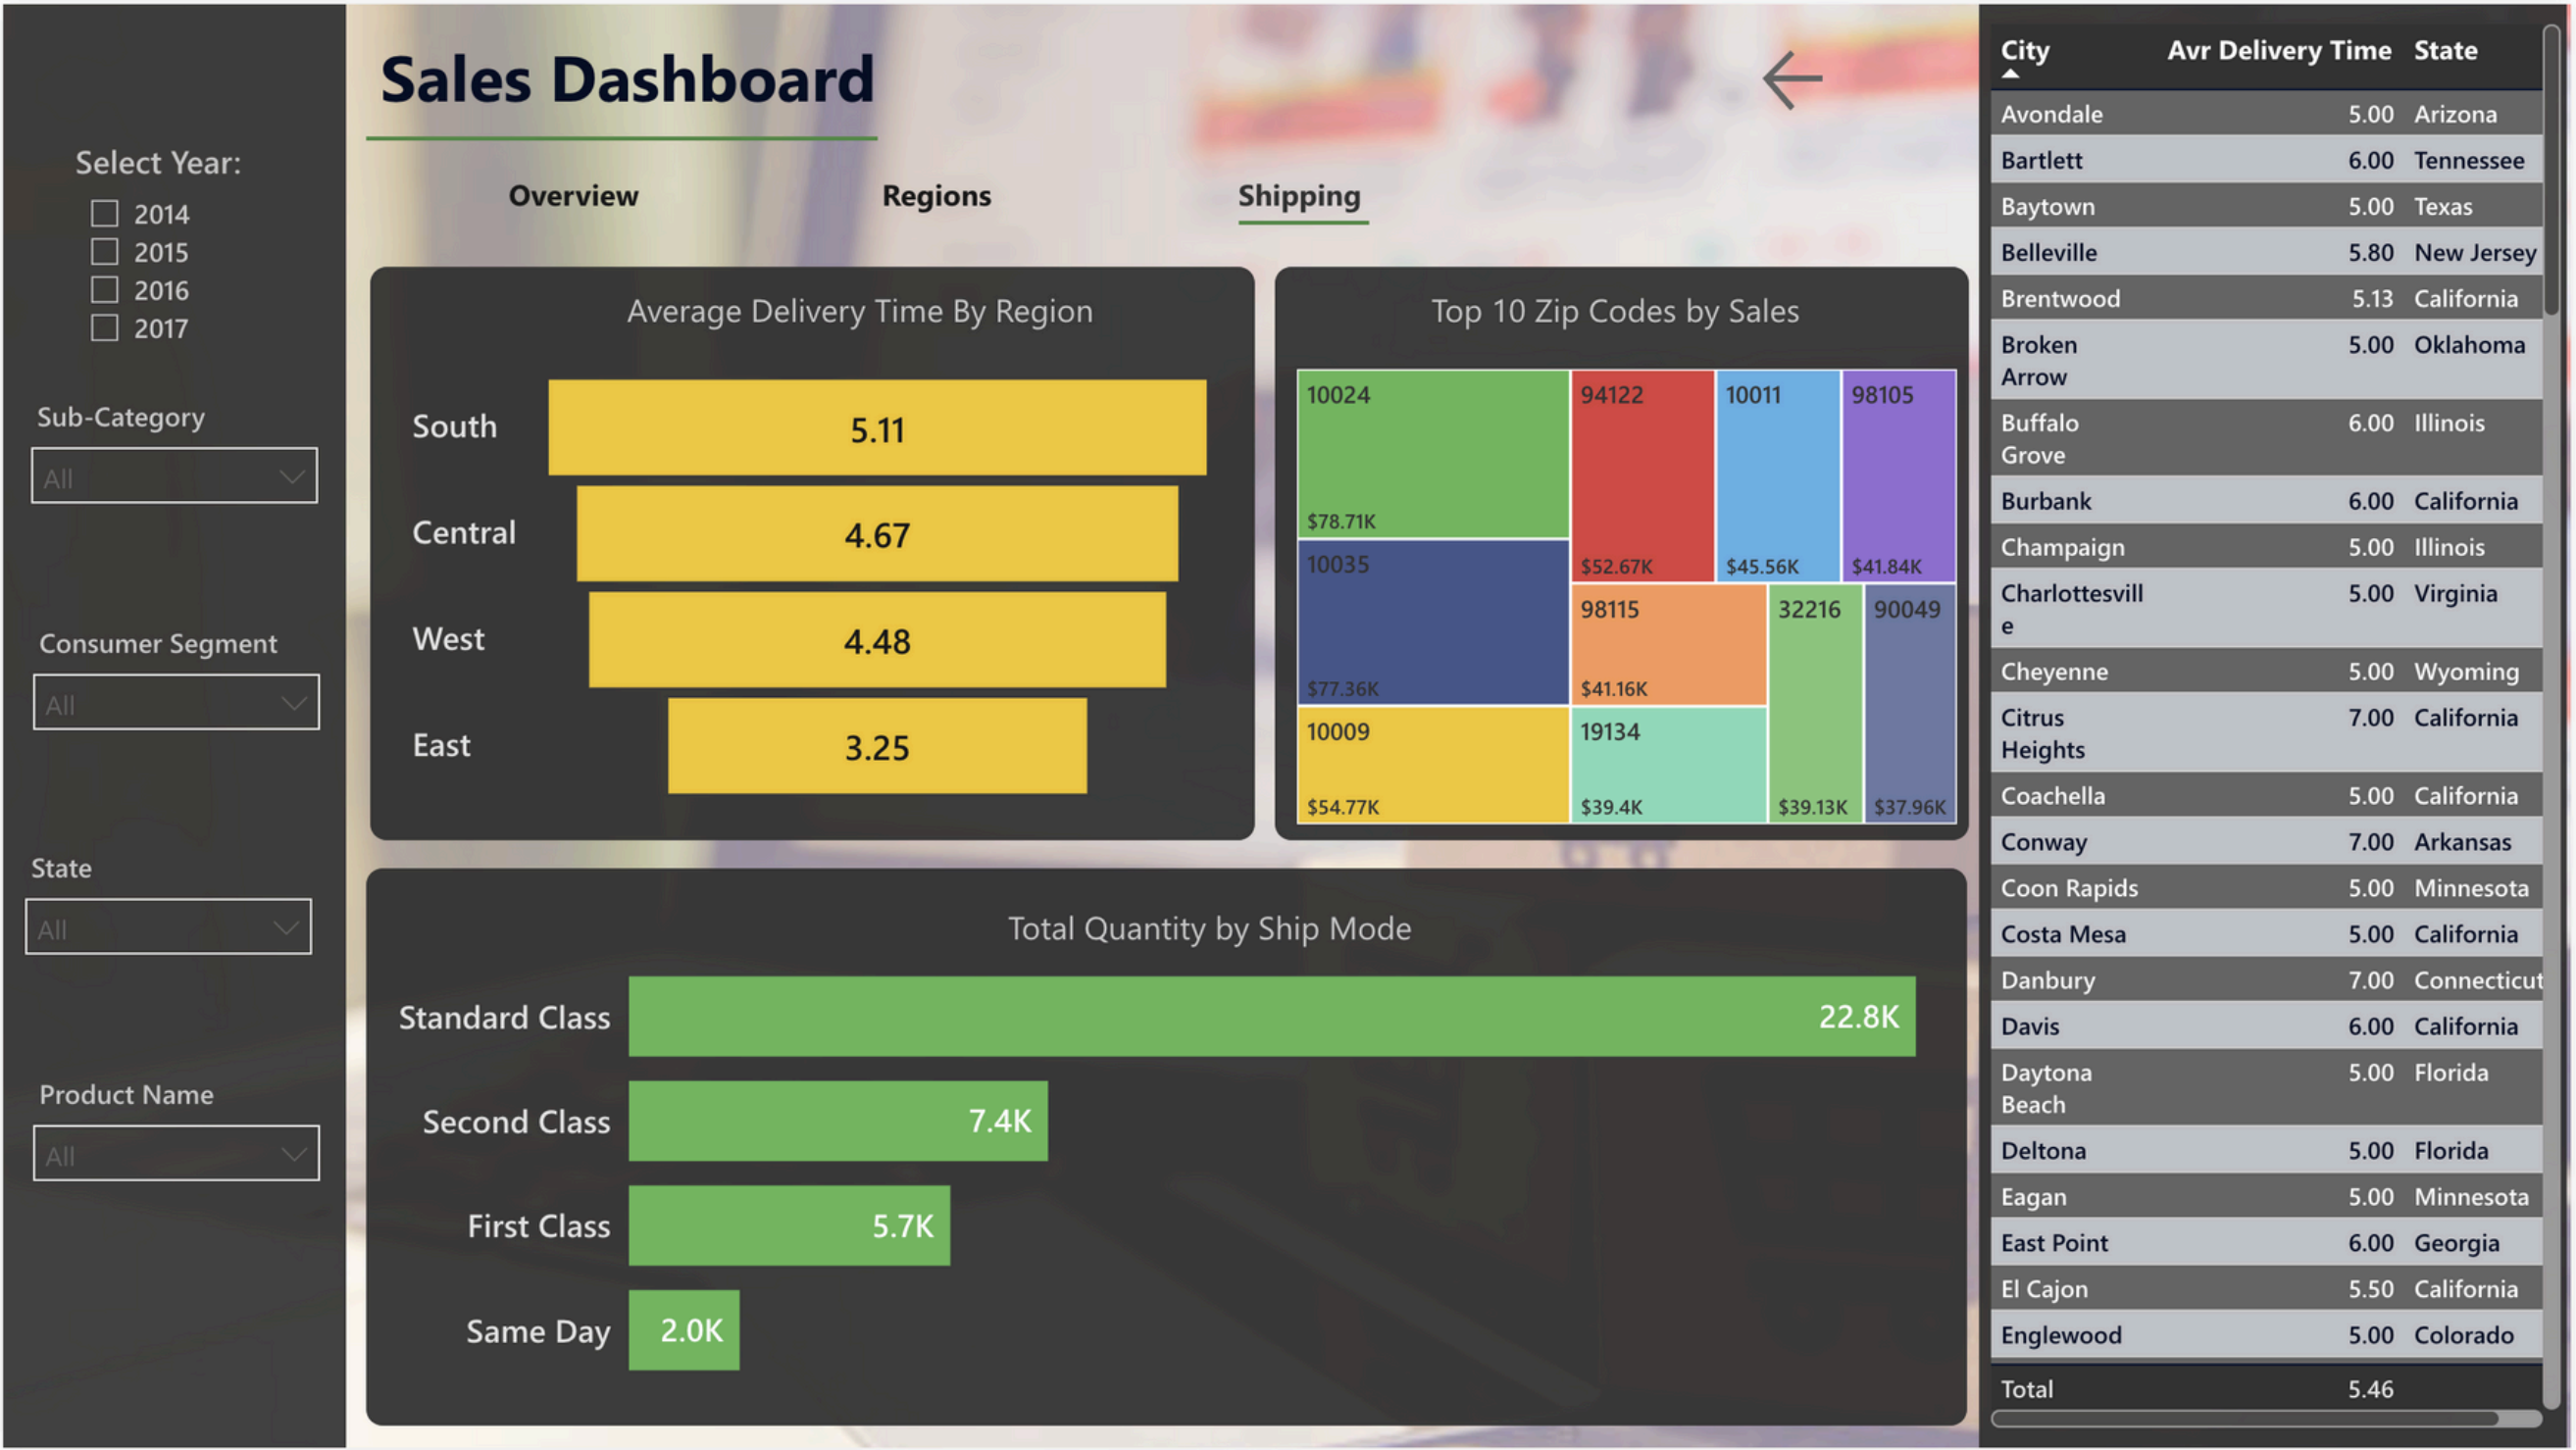 Sales Dashboard
Overview
Regions
Shipping
Select Year:
2014
2015
2016
2017
Sub-Category
All
Consumer Segment
All
State
All
Product Name
All
Average Delivery Time By Region
South 5.11
Central 4.67
West 4.48
East 3.25
Top 10 Zip Codes by Sales
10024
$78.71K
10035
$77.36K
10009
$54.77K
94122
$52.67K
10011
$45.56K
98105
$41.84K
98115
$41.16K
19134
$39.4K
32216
$39.13K
90049
$37.96K
Total Quantity by Ship Mode
Standard Class 22.8K
Second Class 7.4K
First Class 5.7K
Same Day 2.0K
City Avr Delivery Time State
Avondale 5.00 Arizona
Bartlett 6.00 Tennessee
Baytown 5.00 Texas
Belleville 5.80 New Jersey
Brentwood 5.13 California
Broken 5.00 Oklahoma
Arrow
Buffalo 6.00 Illinois
Grove
Burbank 6.00 California
Champaign 5.00 Illinois
Charlottesvill 5.00 Virginia
e
Cheyenne 5.00 Wyoming
Citrus 7.00 California
Heights
Coachella 5.00 California
Conway 7.00 Arkansas
Coon Rapids 5.00 Minnesota
Costa Mesa 5.00 California
Danbury 7.00 Connecticut
Davis 6.00 California
Daytona 5.00 Florida
Beach
Deltona 5.00 Florida
Eagan 5.00 Minnesota
East Point 6.00 Georgia
El Cajon 5.50 California
Englewood 5.00 Colorado
Total 5.46